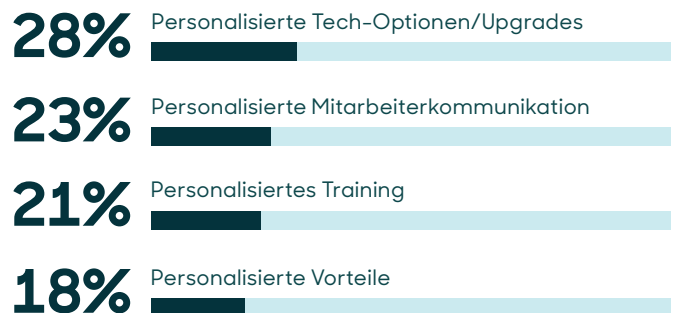 28% Personalisierte Tech-Optionen/Upgrades
23% Personalisierte Mitarbeiterkommunikation
21% Personalisiertes Training
18% Personalisierte Vorteile